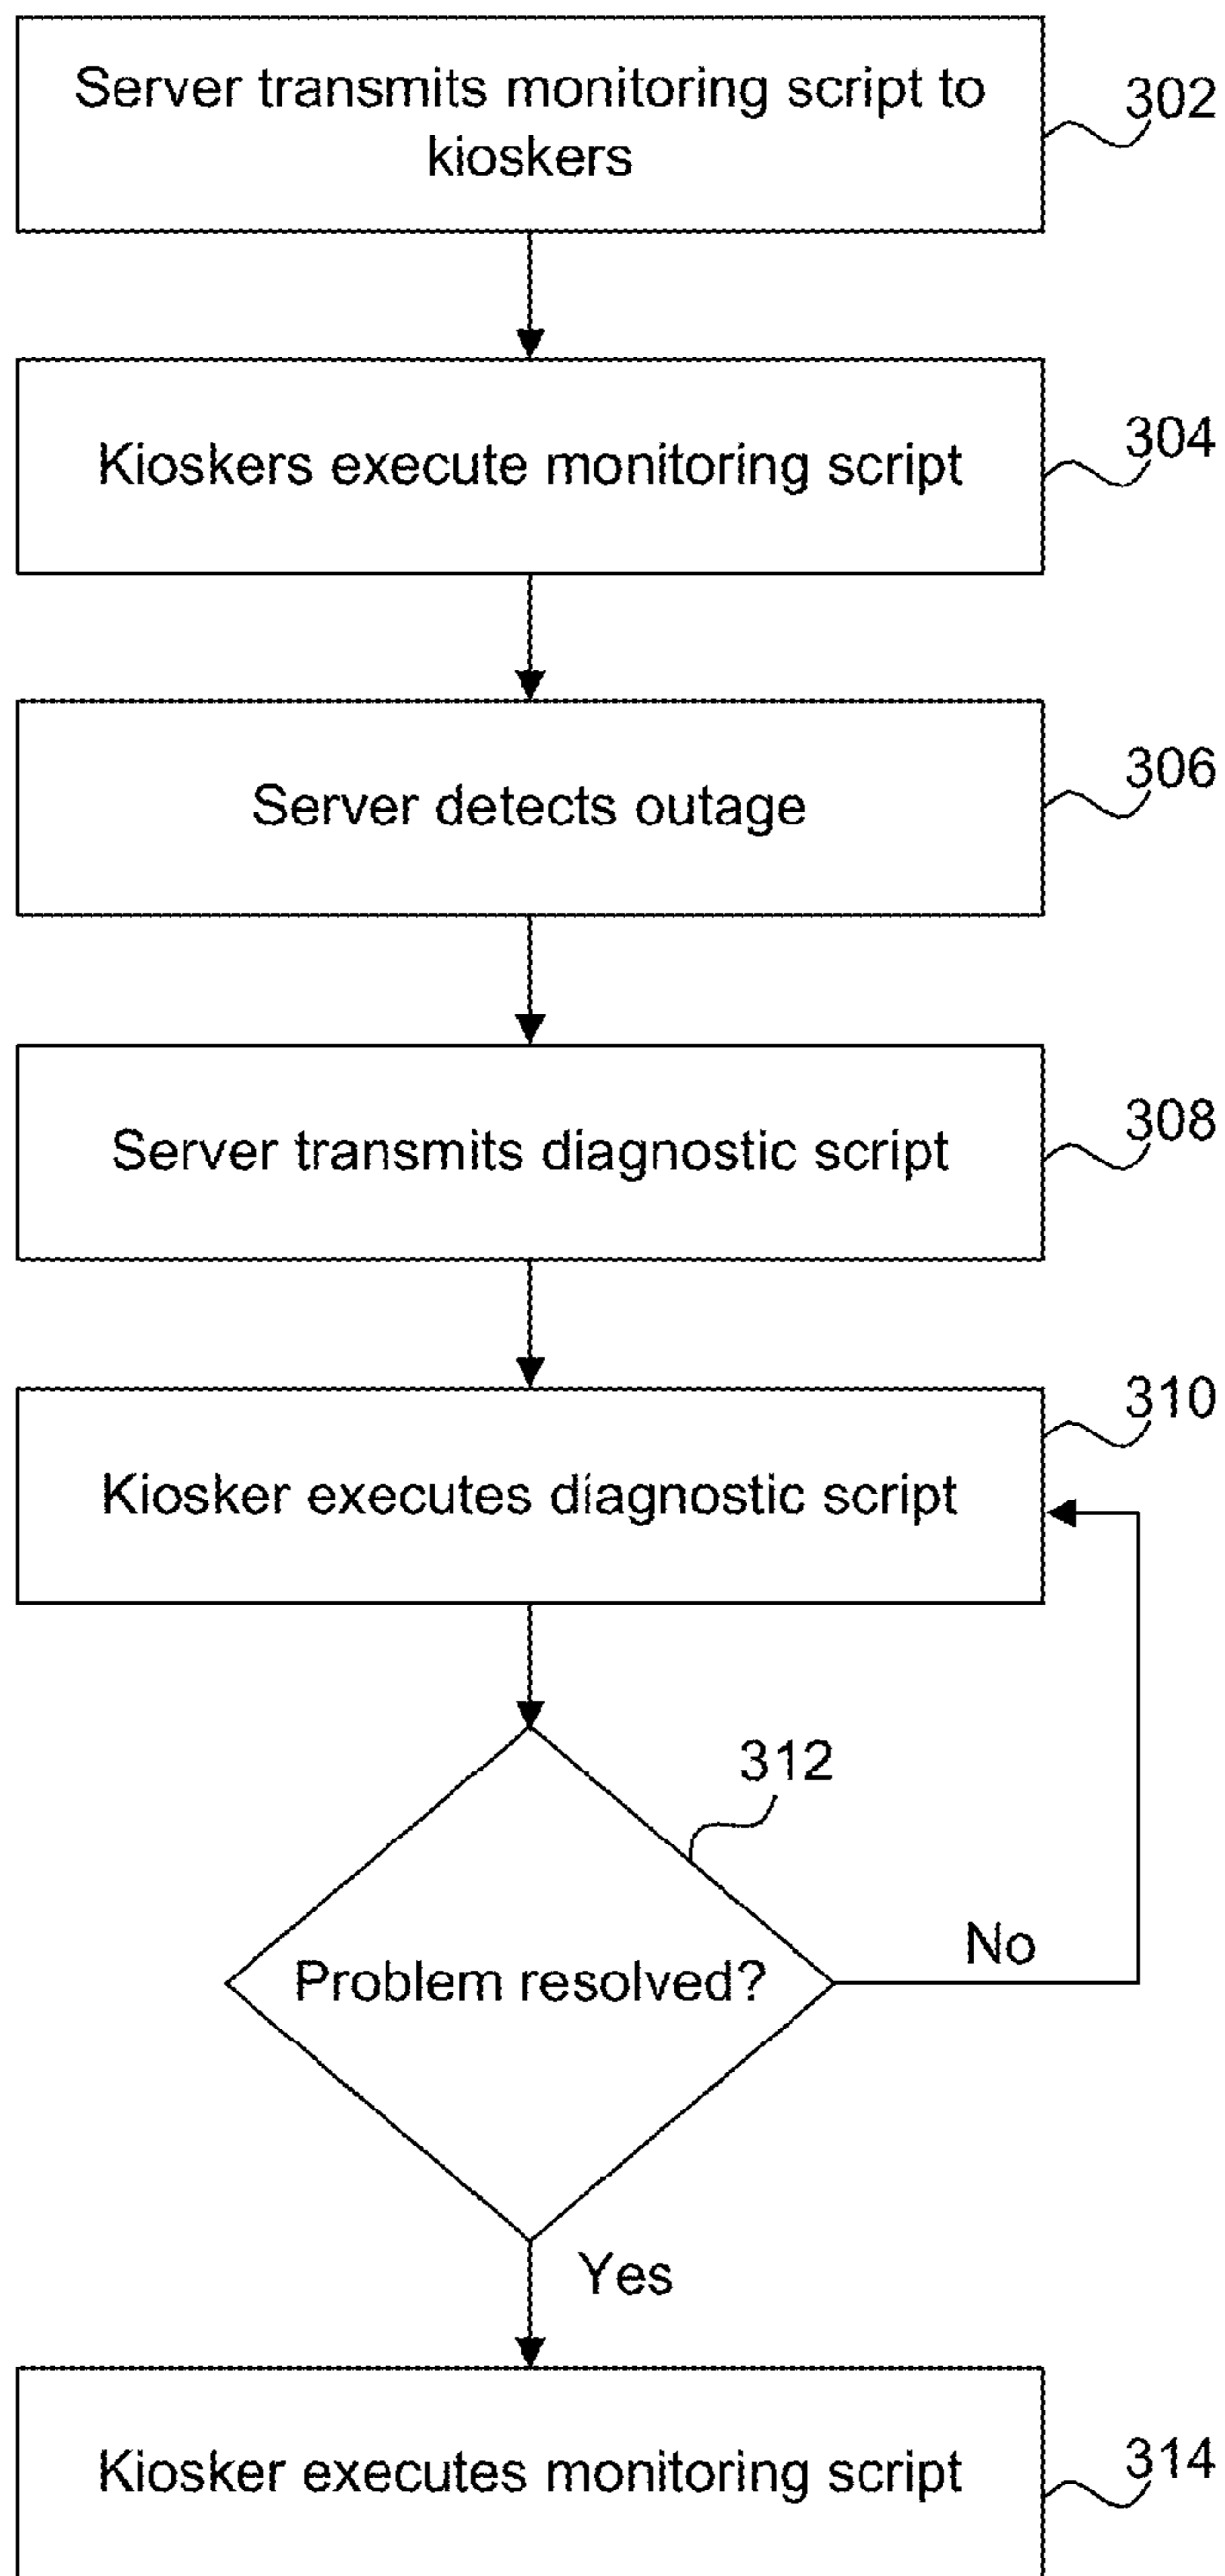 Server transmits monitoring script to
kioskers
302
Kioskers execute monitoring script
304
Server detects outage
306
Server transmits diagnostic script
308
310
Kiosker executes diagnostic script
312
Problem resolved?
No
Yes
Kiosker executes monitoring script
314